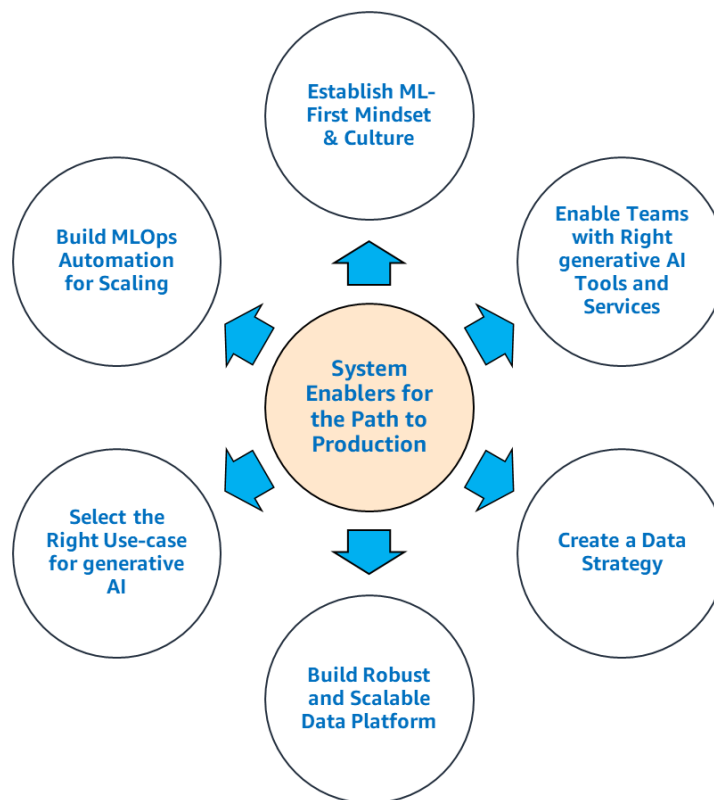 Establish ML-
First Mindset
& Culture
Enable Teams
with Right
generative AI
Tools and
Services
Create a Data
Strategy
Build Robust
and Scalable
Data Platform
Select the
Right Use-case
for generative
AI
Build MLOps
Automation
for Scaling
System
Enablers for
the Path to
Production